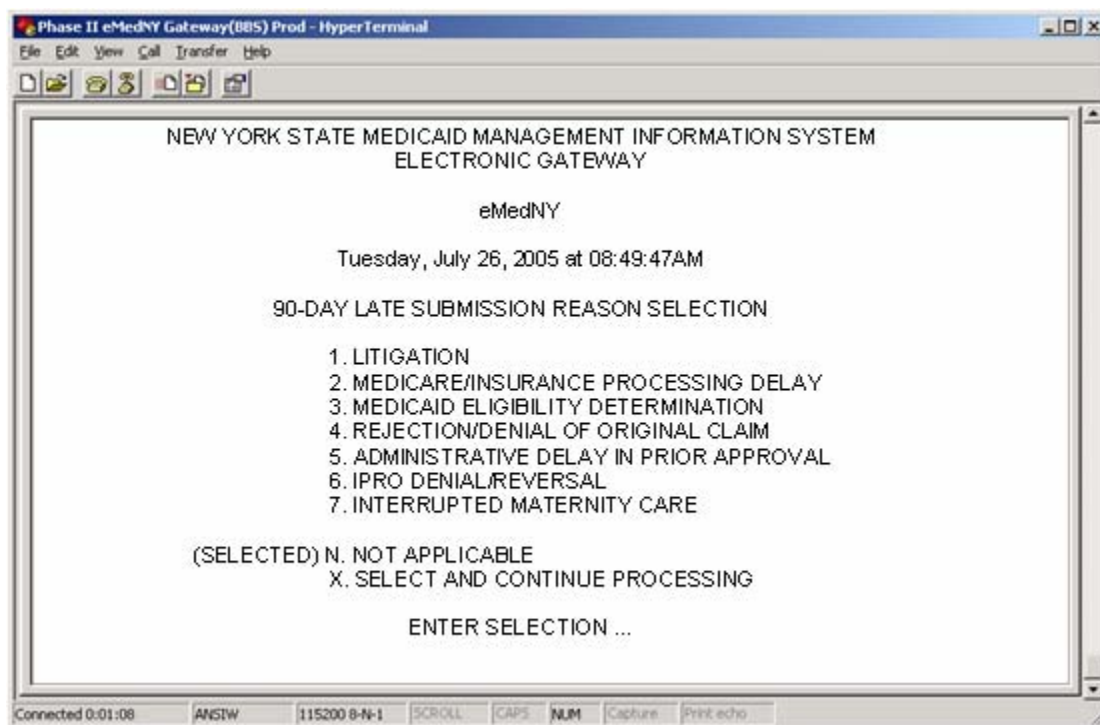 Phase II eMedNY Gateway(BBS) Prod - HyperTerminal
File Edit View Call Transfer Help
NEW YORK STATE MEDICAID MANAGEMENT INFORMATION SYSTEM
ELECTRONIC GATEWAY
eMedNY
Tuesday, July 26, 2005 at 08:49:47AM
90-DAY LATE SUBMISSION REASON SELECTION
1. LITIGATION
2. MEDICARE/INSURANCE PROCESSING DELAY
3. MEDICAID ELIGIBILITY DETERMINATION
4. REJECTION/DENIAL OF ORIGINAL CLAIM
5. ADMINISTRATIVE DELAY IN PRIOR APPROVAL
6. IPRO DENIAL/REVERSAL
7. INTERRUPTED MATERNITY CARE
(SELECTED) N. NOT APPLICABLE
X. SELECT AND CONTINUE PROCESSING
ENTER SELECTION ...
Connected 0:01:08 ANSIW 115200 8-N-1 SCROLL CAPS NUM Capture Print echo